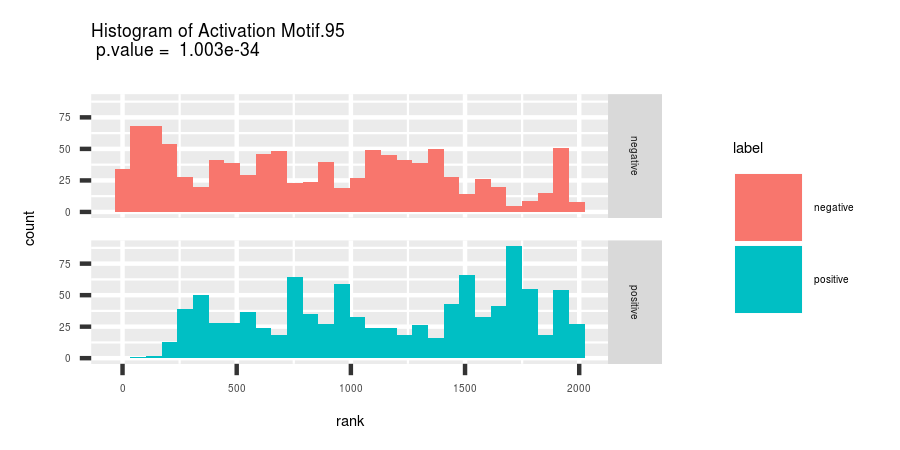 Histogram of Activation Motif.95
p.value = 1.003e-34
75
50
25
0
negative
75
50
25
0
positive
0 500 1000 1500 2000
rank
count
label
negative
positive